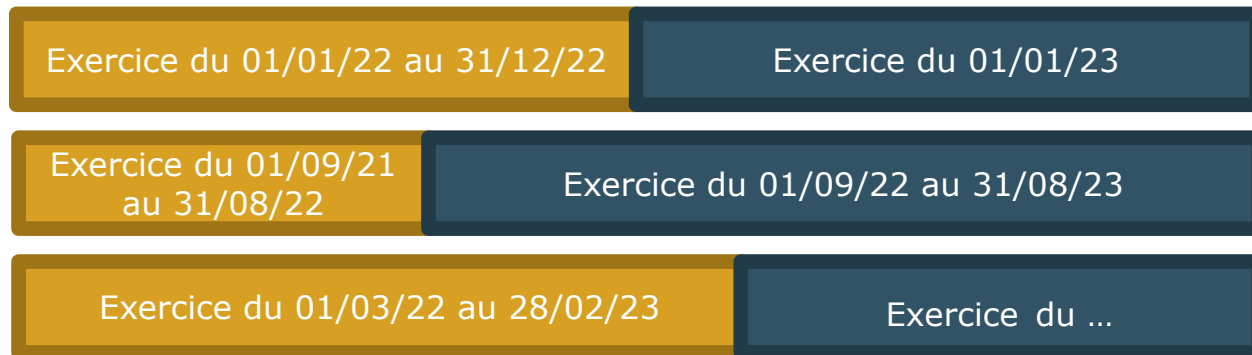 Exercice du 01/01/22 au 31/12/22
Exercice du 01/01/23
Exercice du 01/09/21
au 31/08/22
Exercice du 01/09/22 au 31/08/23
Exercice du 01/03/22 au 28/02/23
Exercice du …